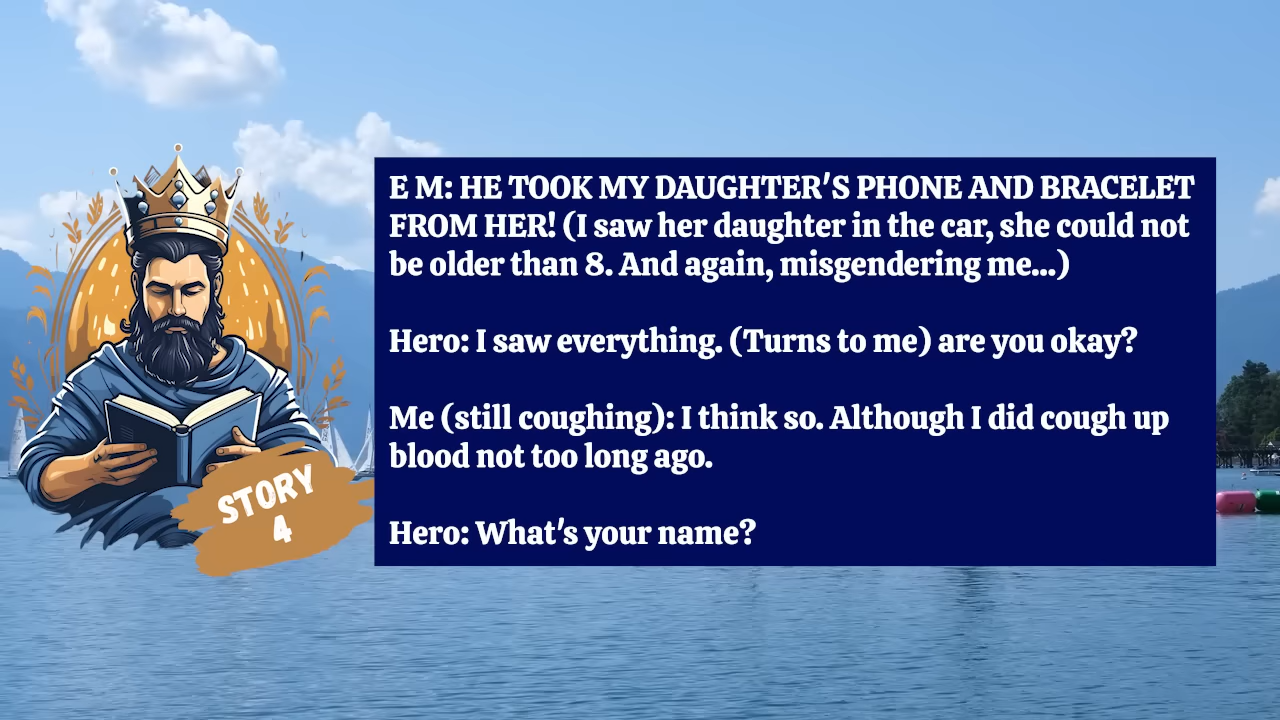 E M: HE TOOK MY DAUGHTER'S PHONE AND BRACELET
FROM HER! (I saw her daughter in the car, she could not
be older than 8. And again, misgendering me...)
Hero: I saw everything. (Turns to me) are you okay?
Me (still coughing): I think so. Although I did cough up
blood not too long ago.
Hero: What's your name?
STORY
4